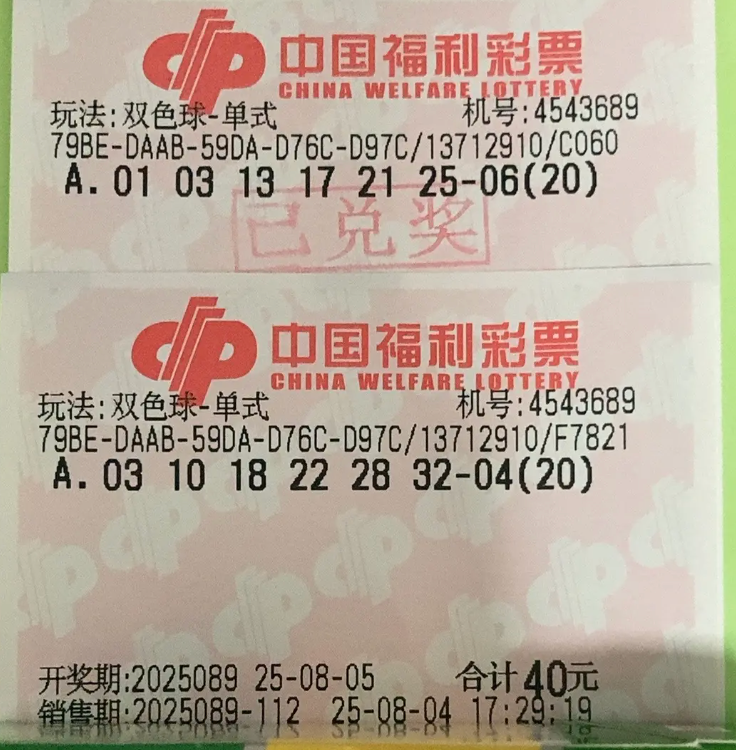 中国福利彩票
CHINA WELFARE LOTTERY
玩法:双色球-单式 机号:4543689
79BE-DAAB-59DA-D76C-D97C/13712910/C060
A. 01 03 13 17 21 25-06(20)
已兑奖
中国福利彩票
CHINA WELFARE LOTTERY
玩法:双色球-单式 机号:4543689
79BE-DAAB-59DA-D76C-D97C/13712910/F7821
A. 03 10 18 22 28 32-04(20)
开奖期:2025089 25-08-05 合计40元
销售期:2025089-112 25-08-04 17:29:19